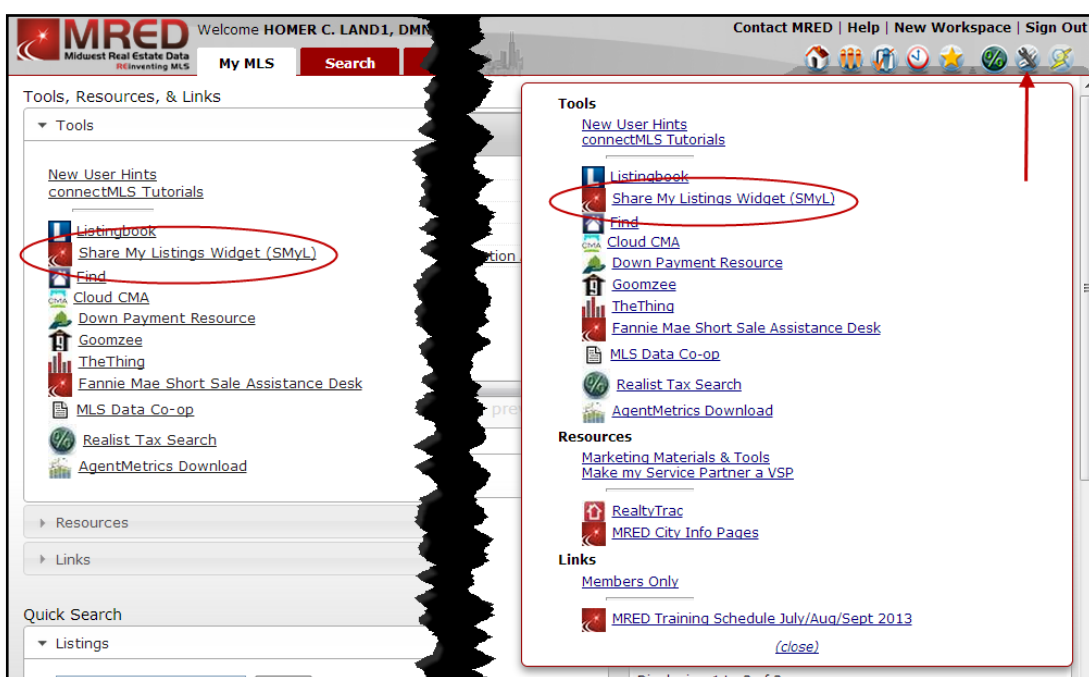 MRED
Midwest Real Estate Data
REinventing MLS
Welcome HOMER C. LAND1, DMN
My MLS
Search
Contact MRED | Help | New Workspace | Sign Out
Tools, Resources, & Links
Tools
New User Hints
connectMLS Tutorials
Listingbook
Share My Listings Widget (SMyL)
Find
CMA Cloud CMA
Down Payment Resource
Goomzee
TheThing
Fannie Mae Short Sale Assistance Desk
MLS Data Co-op
Realist Tax Search
AgentMetrics Download
Resources
Links
Quick Search
Listings
ption
pre
Tools
New User Hints
connectMLS Tutorials
Listingbook
Share My Listings Widget (SMyL)
Find
CMA Cloud CMA
Down Payment Resource
Goomzee
TheThing
Fannie Mae Short Sale Assistance Desk
MLS Data Co-op
Realist Tax Search
AgentMetrics Download
Resources
Marketing Materials & Tools
Make my Service Partner a VSP
RealtyTrac
MRED City Info Pages
Links
Members Only
MRED Training Schedule July/Aug/Sept 2013
(close)